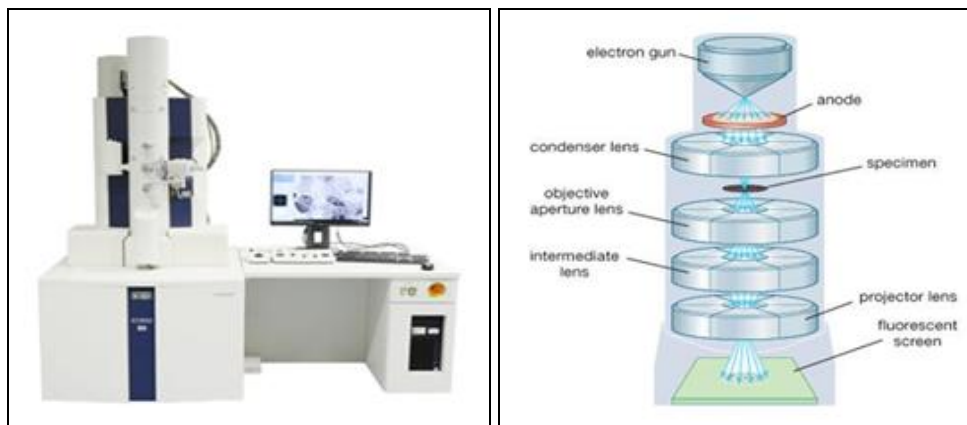 electron gun
anode
condenser lens
specimen
objective
aperture lens
intermediate
lens
projector lens
fluorescent
screen